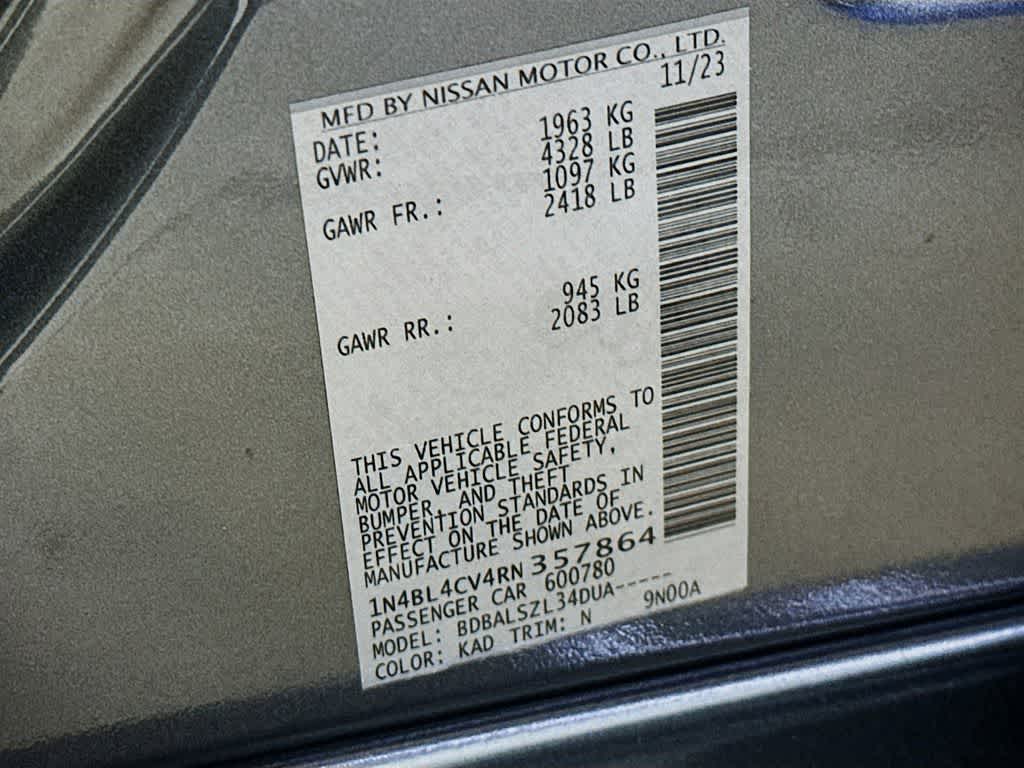 MFD BY NISSAN MOTOR CO., LTD.
DATE: 11/23
GVWR: 1963 KG
4328 LB
GAWR FR.: 1097 KG
2418 LB
GAWR RR.: 945 KG
2083 LB
THIS VEHICLE CONFORMS TO
ALL APPLICABLE FEDERAL
MOTOR VEHICLE SAFETY,
BUMPER, AND THEFT
PREVENTION STANDARDS IN
EFFECT ON THE DATE OF
MANUFACTURE SHOWN ABOVE.
1N4BL4CV4RN 357864
PASSENGER CAR 600780
MODEL: BDBALSZL34DUA-----
COLOR: KAD TRIM: N 9N00A